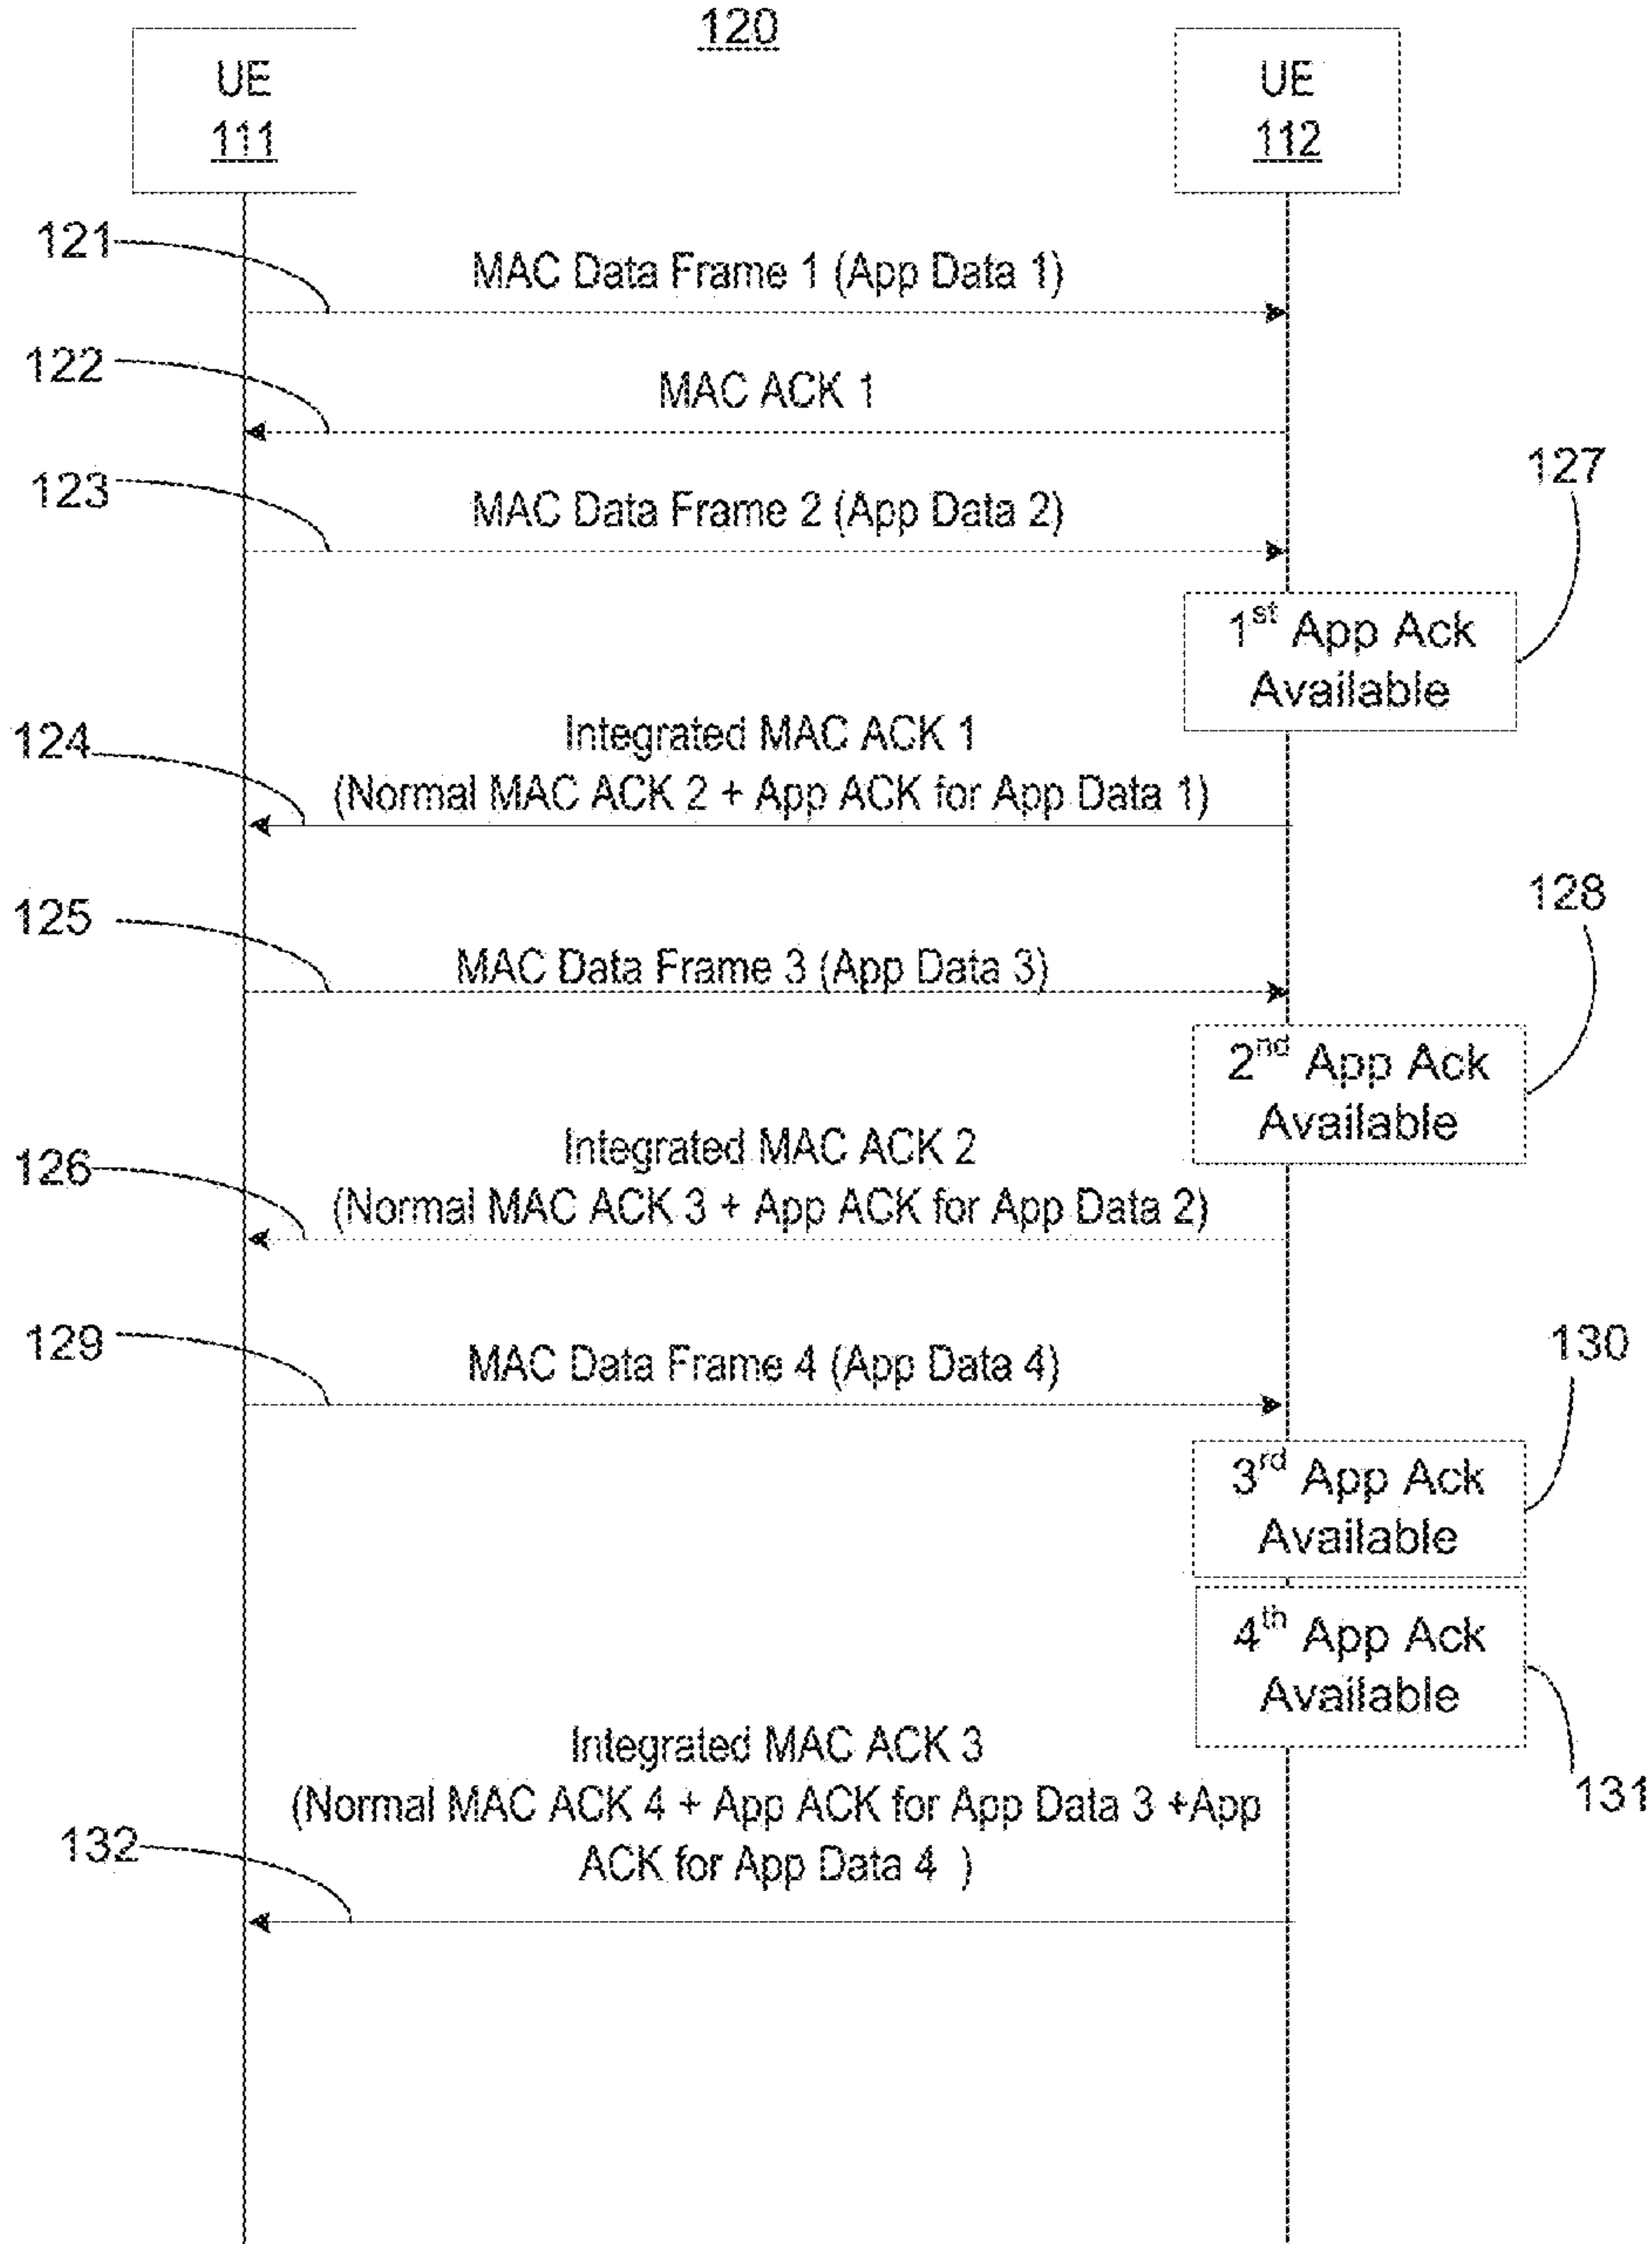 120
UE
111
UE
112
121
MAC Data Frame 1 (App Data 1)
122
MAC ACK 1
123
MAC Data Frame 2 (App Data 2)
127
1st App Ack
Available
124
Integrated MAC ACK 1
(Normal MAC ACK 2 + App ACK for App Data 1)
125
MAC Data Frame 3 (App Data 3)
128
2nd App Ack
Available
126
Integrated MAC ACK 2
(Normal MAC ACK 3 + App ACK for App Data 2)
129
MAC Data Frame 4 (App Data 4)
130
3rd App Ack
Available
4th App Ack
Available
131
Integrated MAC ACK 3
(Normal MAC ACK 4 + App ACK for App Data 3 +App
ACK for App Data 4 )
132